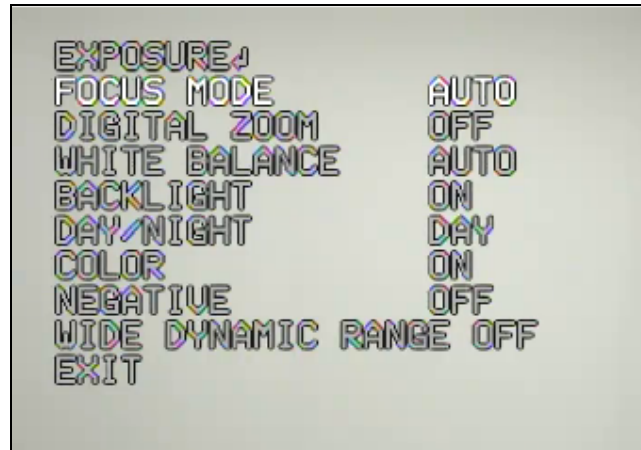 EXPOSURE↲
FOCUS MODE AUTO
DIGITAL ZOOM OFF
WHITE BALANCE AUTO
BACKLIGHT ON
DAY/NIGHT DAY
COLOR ON
NEGATIVE OFF
WIDE DYNAMIC RANGE OFF
EXIT